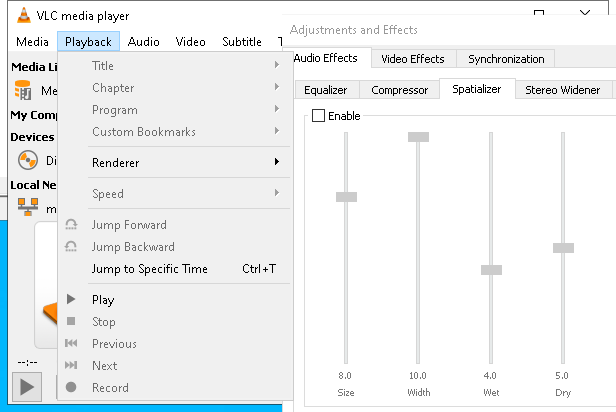 VLC media player
Media Playback Audio Video Subtitle
Title
Chapter
Program
Custom Bookmarks
Renderer
Speed
Jump Forward
Jump Backward
Jump to Specific Time Ctrl+T
Play
Stop
Previous
Next
Record
Media Li
Me
My Comp
Devices
Di
Local Ne
m
--:--
Adjustments and Effects
Audio Effects Video Effects Synchronization
Equalizer Compressor Spatializer Stereo Widener
Enable
8.0 10.0 4.0 5.0
Size Width Wet Dry